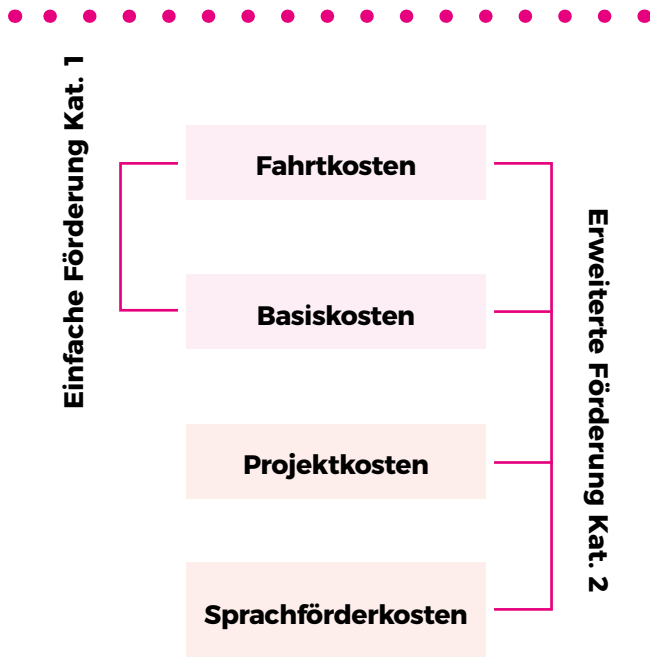 Einfache Förderung Kat. 1
Fahrtkosten
Basiskosten
Projektkosten
Sprachförderkosten
Erweiterte Förderung Kat. 2